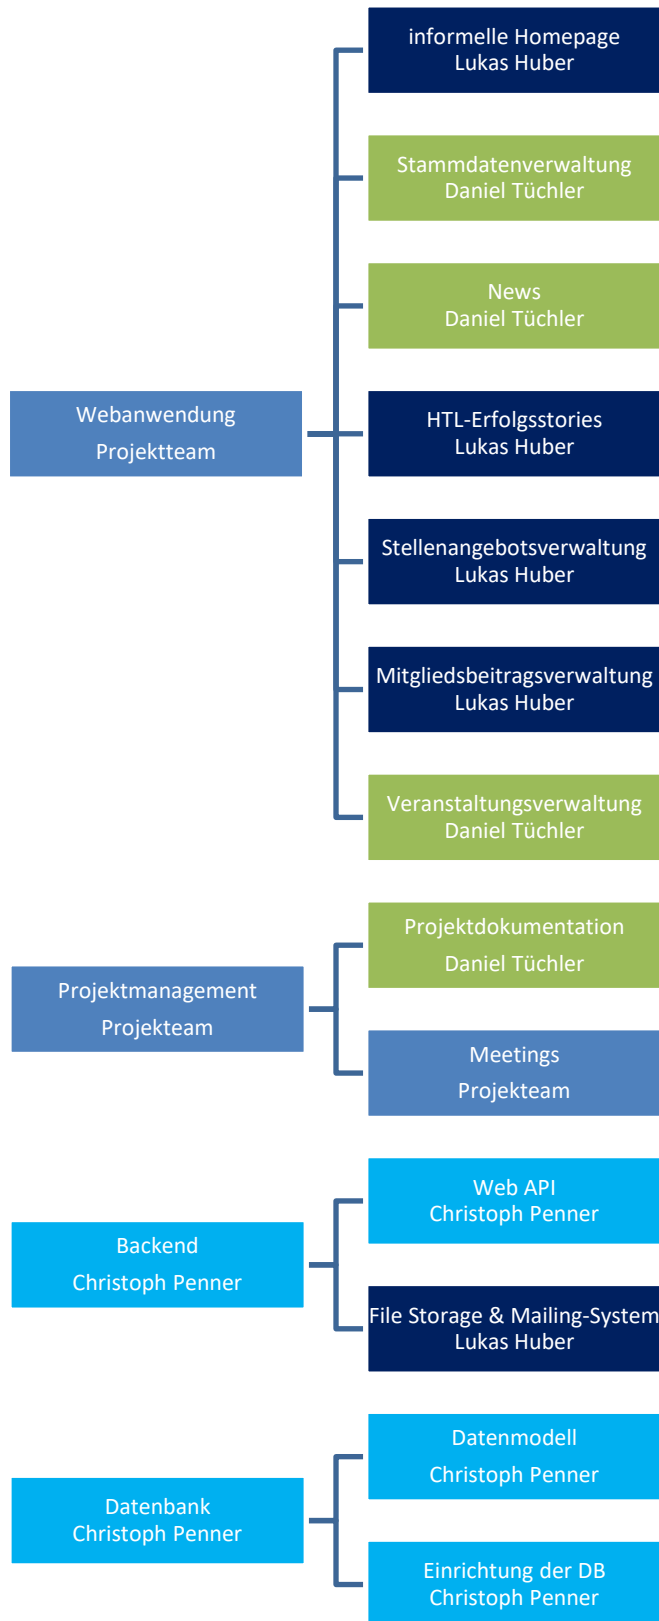 informelle Homepage
Lukas Huber
Stammdatenverwaltung
Daniel Tüchler
News
Daniel Tüchler
Webanwendung
Projektteam
HTL-Erfolgsstories
Lukas Huber
Stellenangebotsverwaltung
Lukas Huber
Mitgliedsbeitragsverwaltung
Lukas Huber
Veranstaltungsverwaltung
Daniel Tüchler
Projektmanagement
Projekteam
Projektdokumentation
Daniel Tüchler
Meetings
Projekteam
Backend
Christoph Penner
Web API
Christoph Penner
File Storage & Mailing-System
Lukas Huber
Datenbank
Christoph Penner
Datenmodell
Christoph Penner
Einrichtung der DB
Christoph Penner